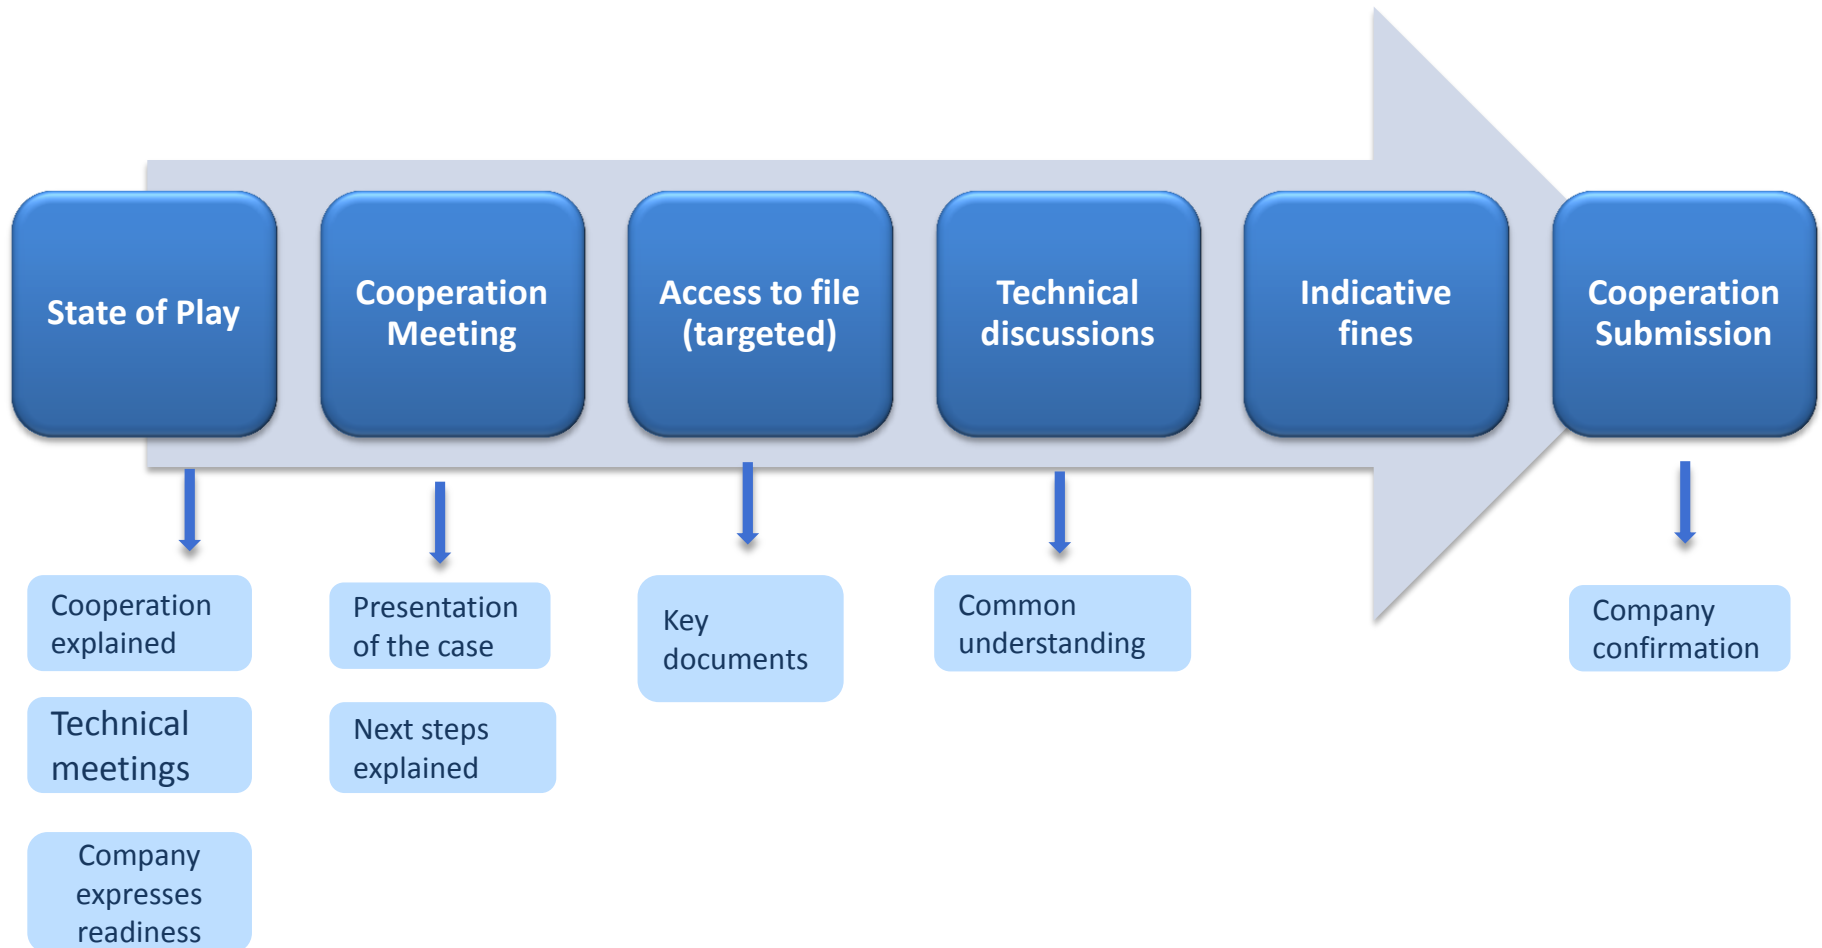 State of Play
Cooperation
Meeting
Access to file
(targeted)
Technical
discussions
Indicative
fines
Cooperation
Submission
Cooperation
explained
Technical
meetings
Company
expresses
readiness
Presentation
of the case
Next steps
explained
Key
documents
Common
understanding
Company
confirmation